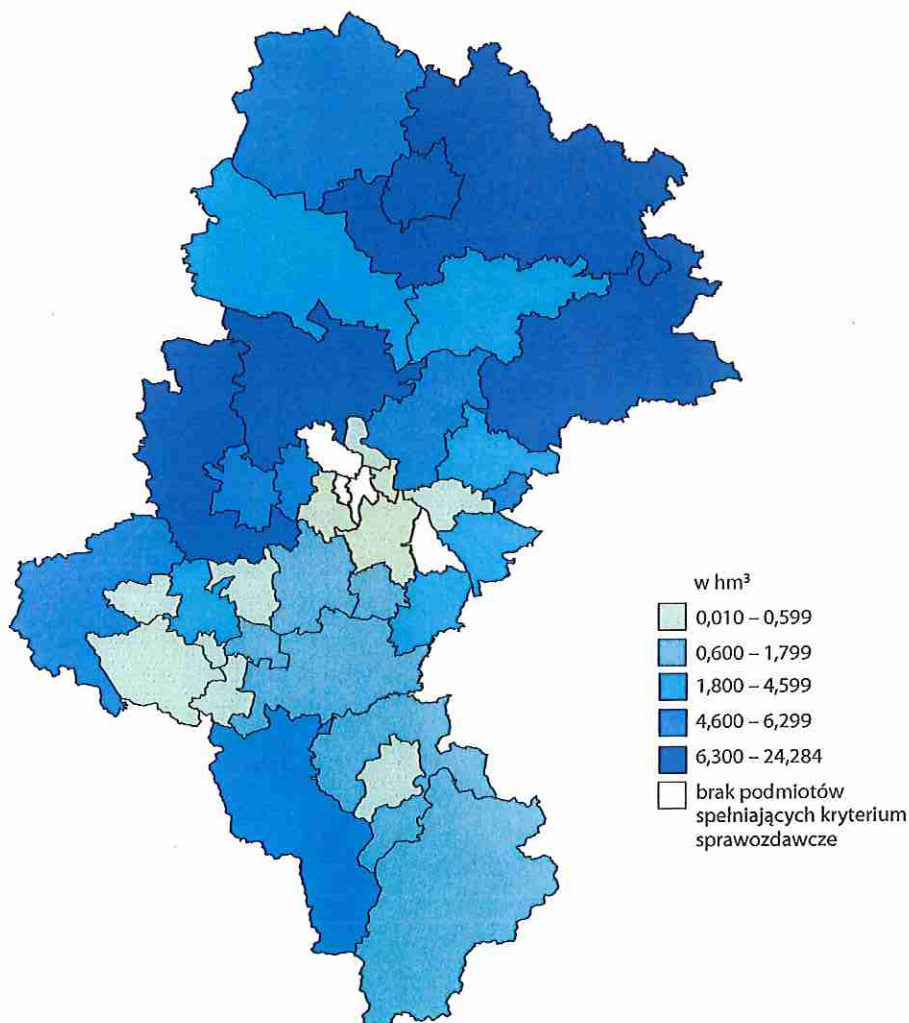 w hm³
0,010 – 0,599
0,600 – 1,799
1,800 – 4,599
4,600 – 6,299
6,300 – 24,284
brak podmiotów
spełniających kryterium
sprawozdawcze